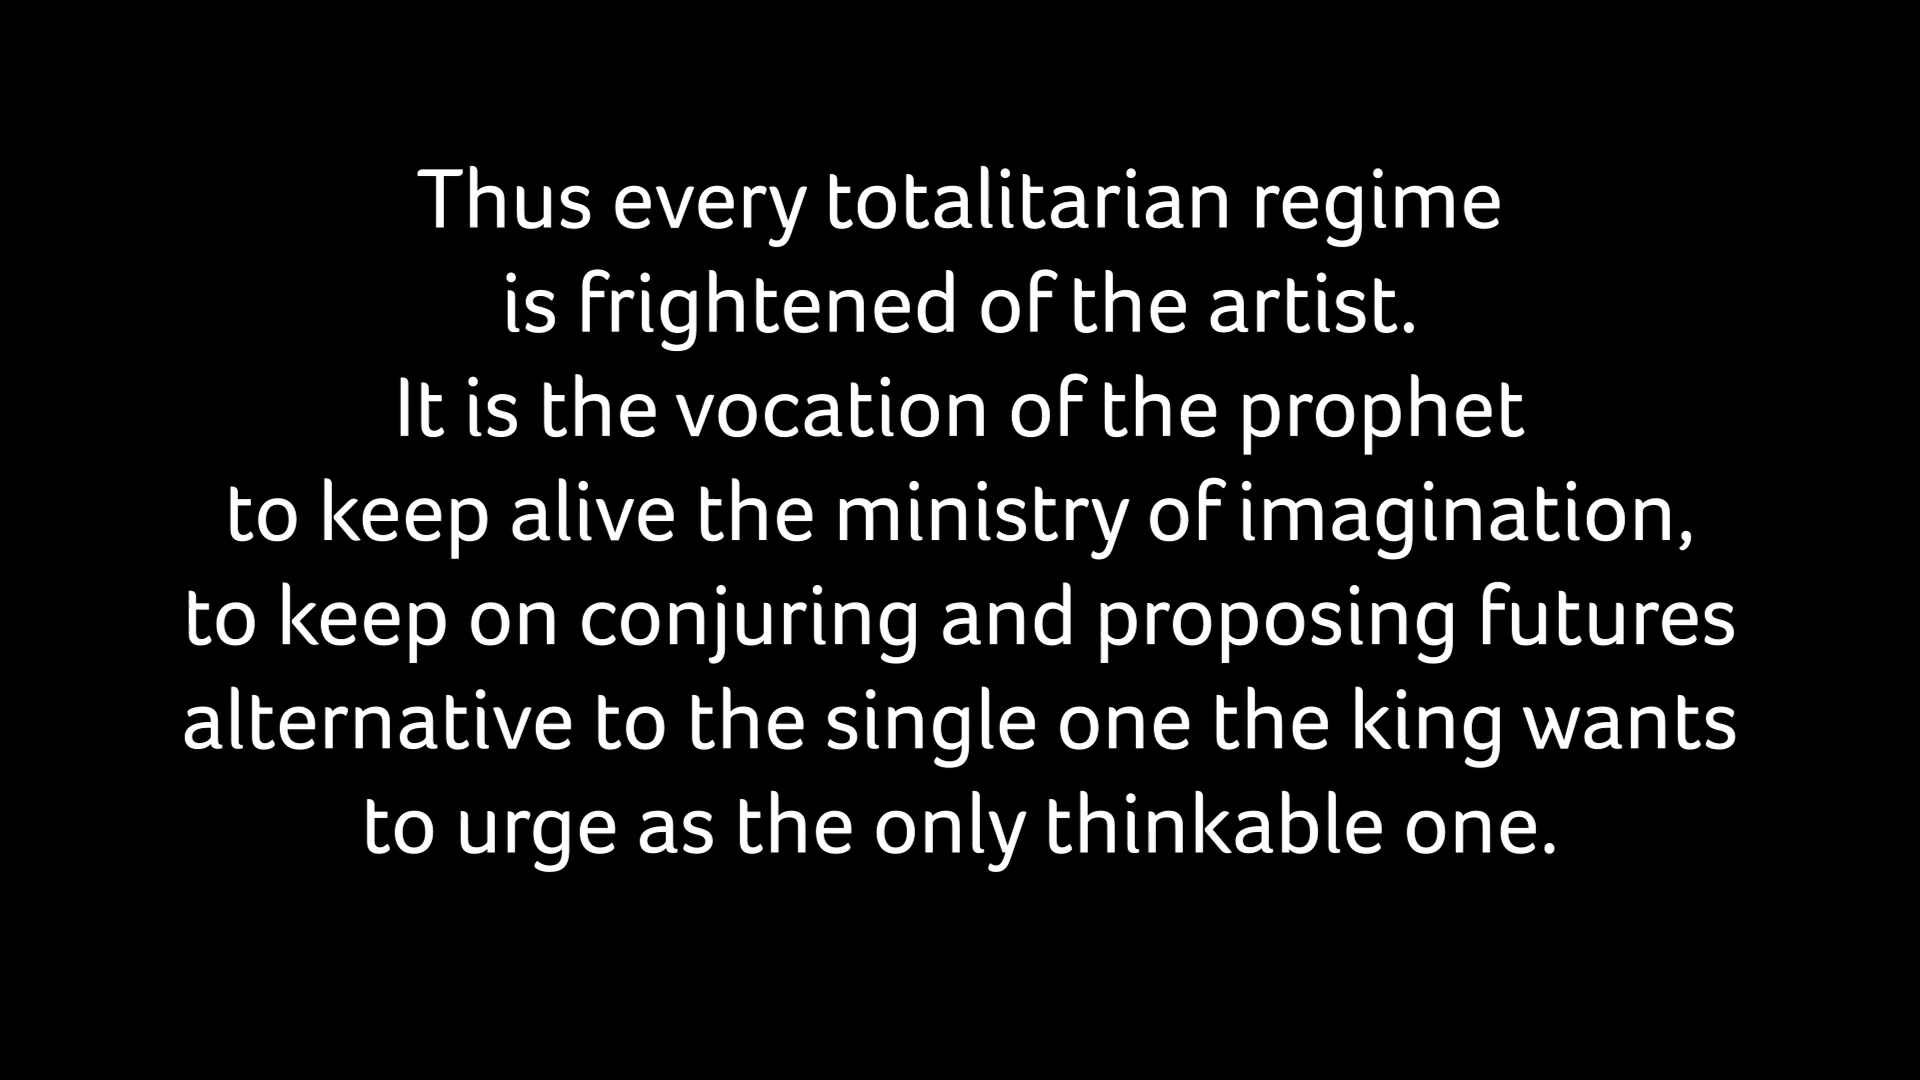 Thus every totalitarian regime
is frightened of the artist.
It is the vocation of the prophet
to keep alive the ministry of imagination,
to keep on conjuring and proposing futures
alternative to the single one the king wants
to urge as the only thinkable one.